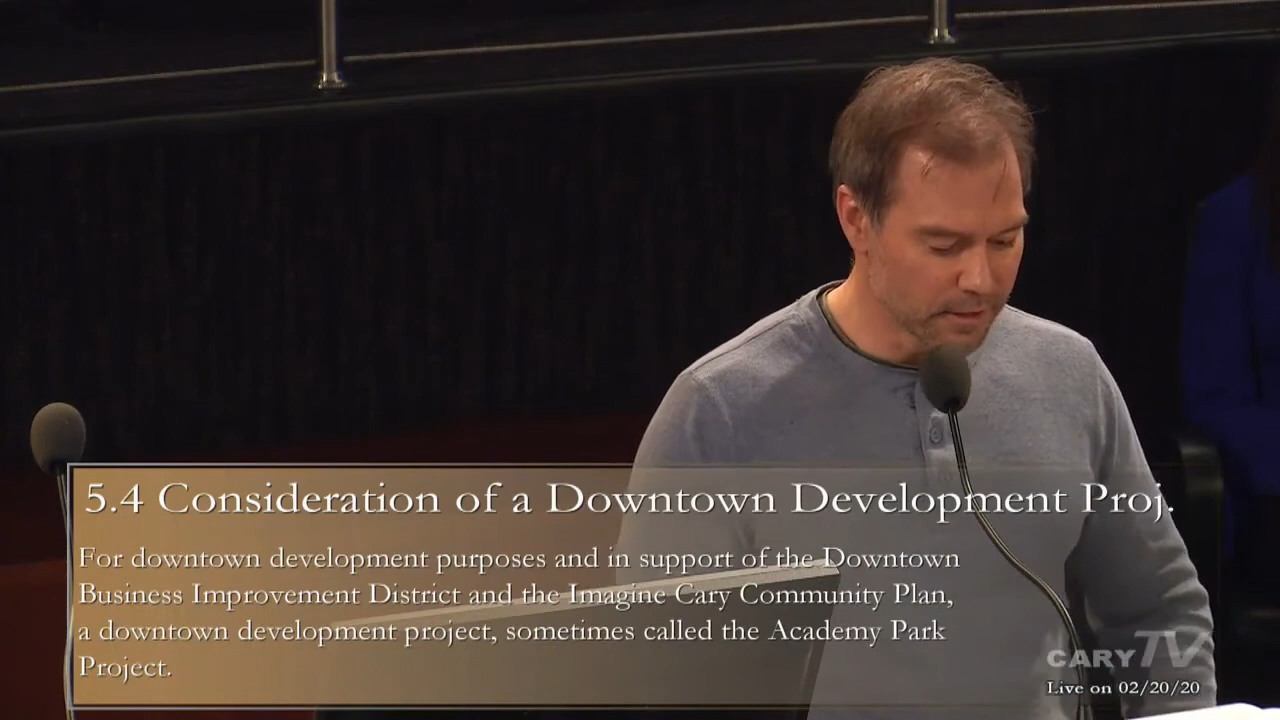 5.4 Consideration of a Downtown Development Proj.
For downtown development purposes and in support of the Downtown
Business Improvement District and the Imagine Cary Community Plan,
a downtown development project, sometimes called the Academy Park
Project.
CARYTV
Live on 02/20/20